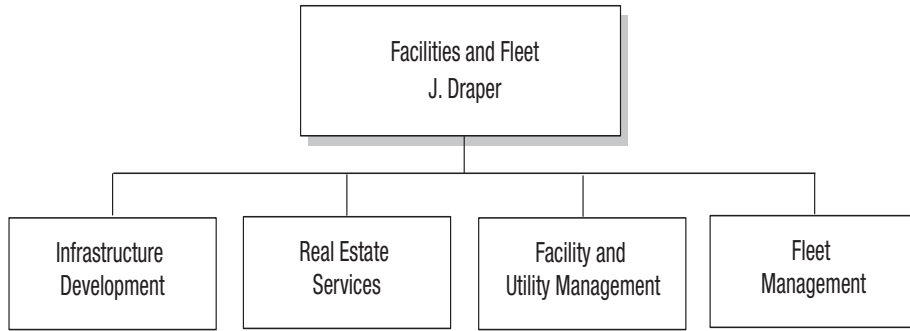 Facilities and Fleet
J. Draper
Infrastructure
Development
Real Estate
Services
Facility and
Utility Management
Fleet
Management